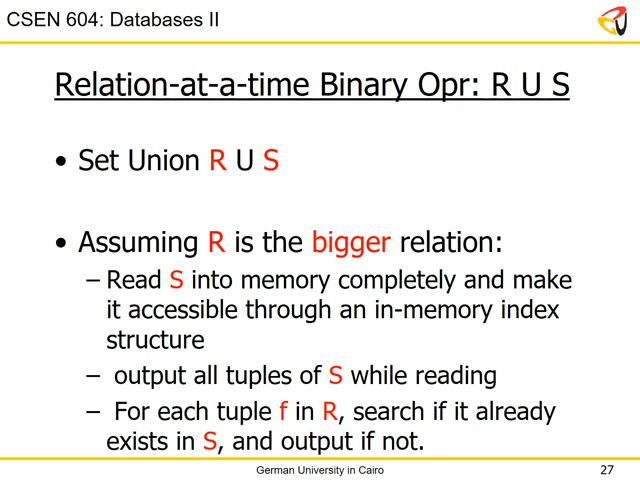 CSEN 604: Databases II
Relation-at-a-time Binary Opr: R U S
• Set Union R U S
• Assuming R is the bigger relation:
– Read S into memory completely and make
it accessible through an in-memory index
structure
– output all tuples of S while reading
– For each tuple f in R, search if it already
exists in S, and output if not.
German University in Cairo
27